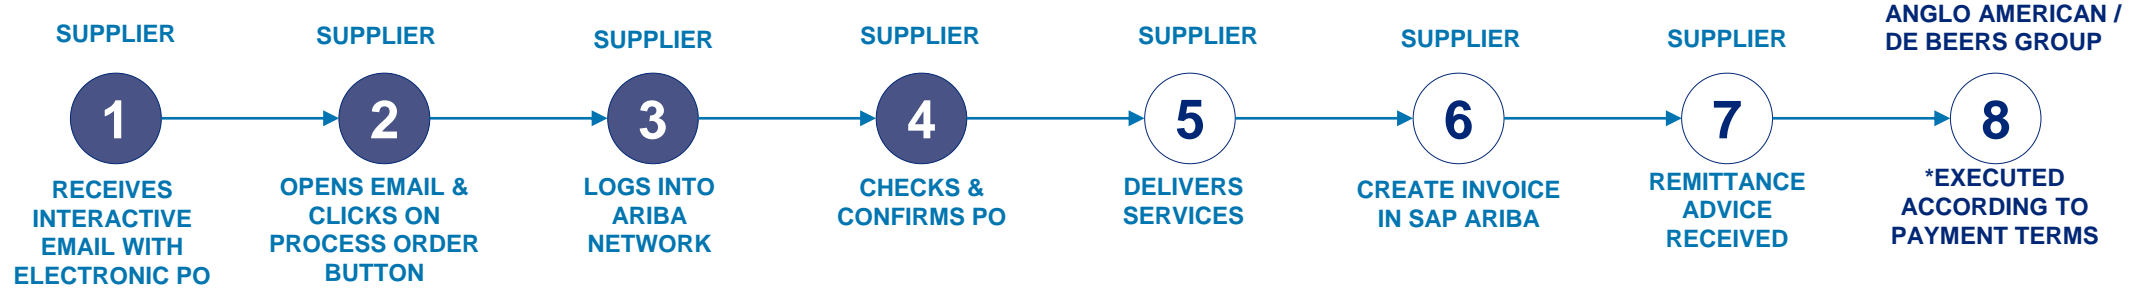 SUPPLIER
1
RECEIVES
INTERACTIVE
EMAIL WITH
ELECTRONIC PO
SUPPLIER
2
OPENS EMAIL &
CLICKS ON
PROCESS ORDER
BUTTON
SUPPLIER
3
LOGS INTO
ARIBA
NETWORK
SUPPLIER
4
CHECKS &
CONFIRMS PO
SUPPLIER
5
DELIVERS
SERVICES
SUPPLIER
6
CREATE INVOICE
IN SAP ARIBA
SUPPLIER
7
REMITTANCE
ADVICE
RECEIVED
ANGLO AMERICAN /
DE BEERS GROUP
8
*EXECUTED
ACCORDING TO
PAYMENT TERMS